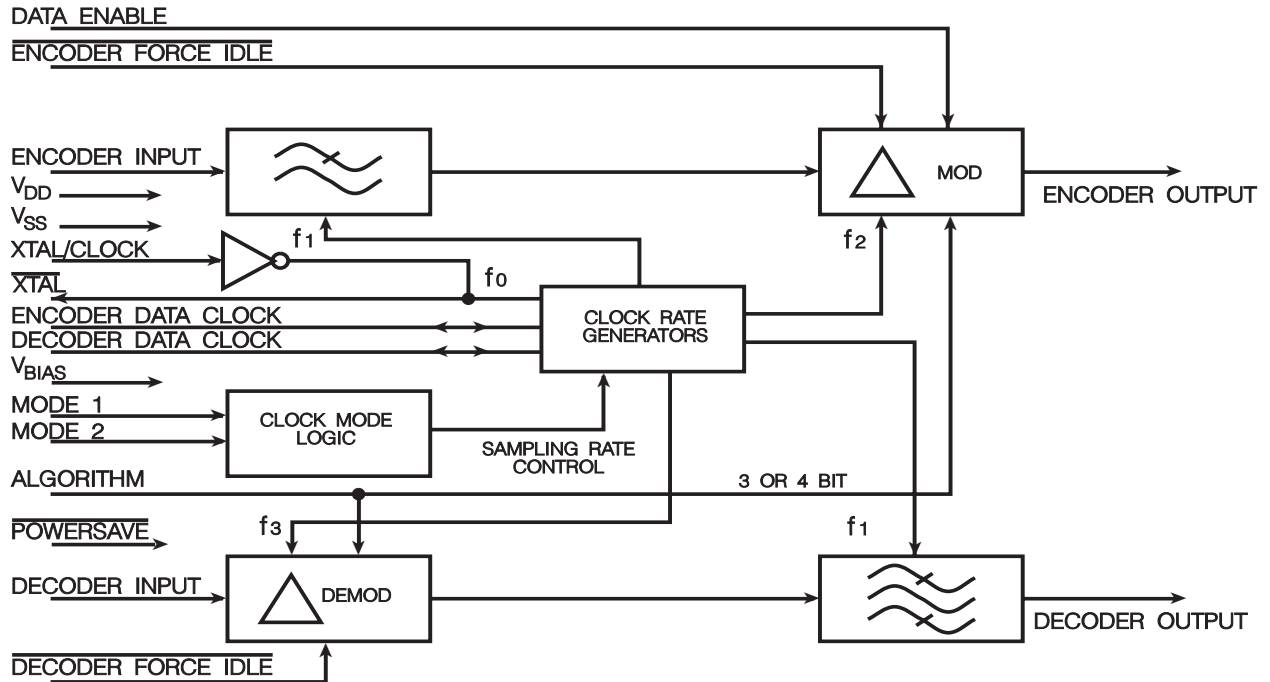 DATA ENABLE
ENCODER FORCE IDLE
ENCODER INPUT
MOD
ENCODER OUTPUT
VDD
VSS
XTAL/CLOCK
f1
f2
f0
XTAL
ENCODER DATA CLOCK
CLOCK RATE
GENERATORS
DECODER DATA CLOCK
VBIAS
MODE 1
MODE 2
CLOCK MODE
LOGIC
SAMPLING RATE
CONTROL
ALGORITHM
3 OR 4 BIT
POWERSAVE
f3
f1
DECODER INPUT
DEMOD
DECODER OUTPUT
DECODER FORCE IDLE